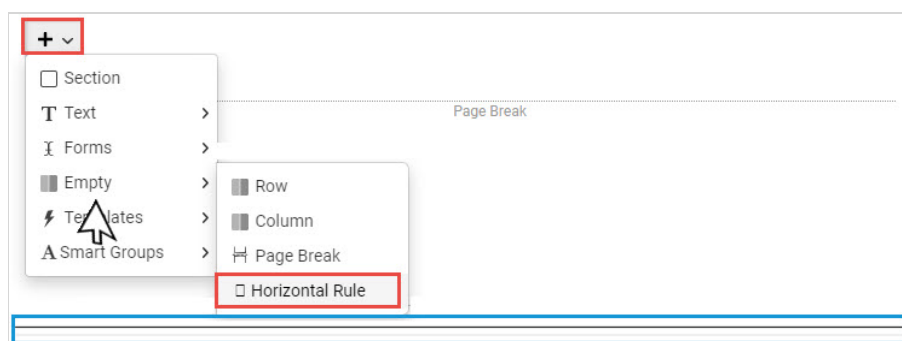 Section
Text
Page Break
Forms
Empty
Row
Templates
Column
Smart Groups
Page Break
Horizontal Rule